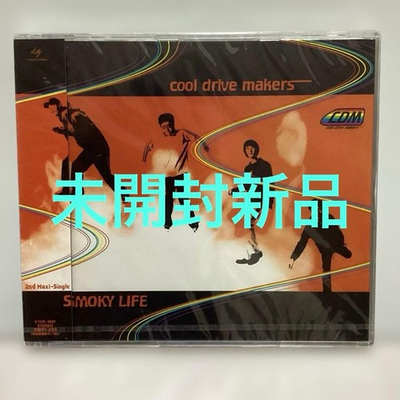 cool drive makers
CDM
未開封新品
2nd Maxi-Single
SMOKY LIFE